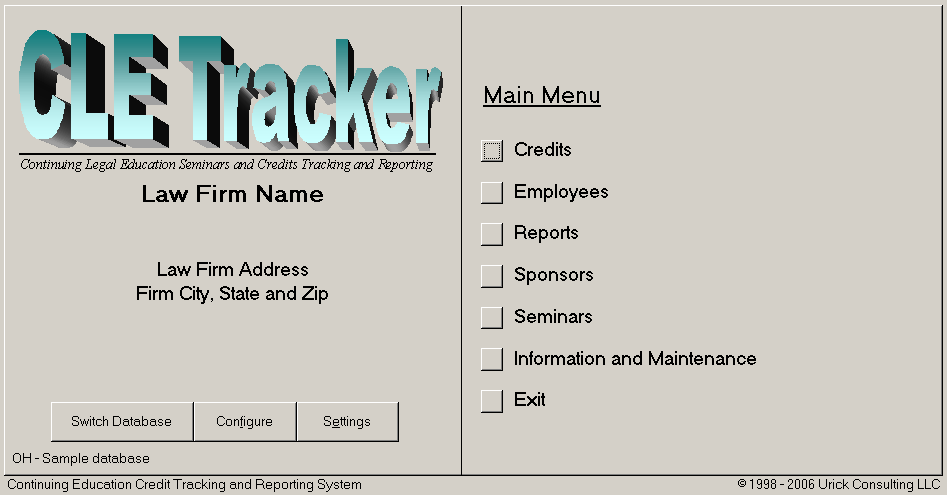 CLE Tracker
Continuing Legal Education Seminars and Credits Tracking and Reporting
Law Firm Name
Law Firm Address
Firm City, State and Zip
Switch Database
Configure
Settings
OH - Sample database
Main Menu
Credits
Employees
Reports
Sponsors
Seminars
Information and Maintenance
Exit
Continuing Education Credit Tracking and Reporting System
© 1998 - 2006 Urick Consulting LLC